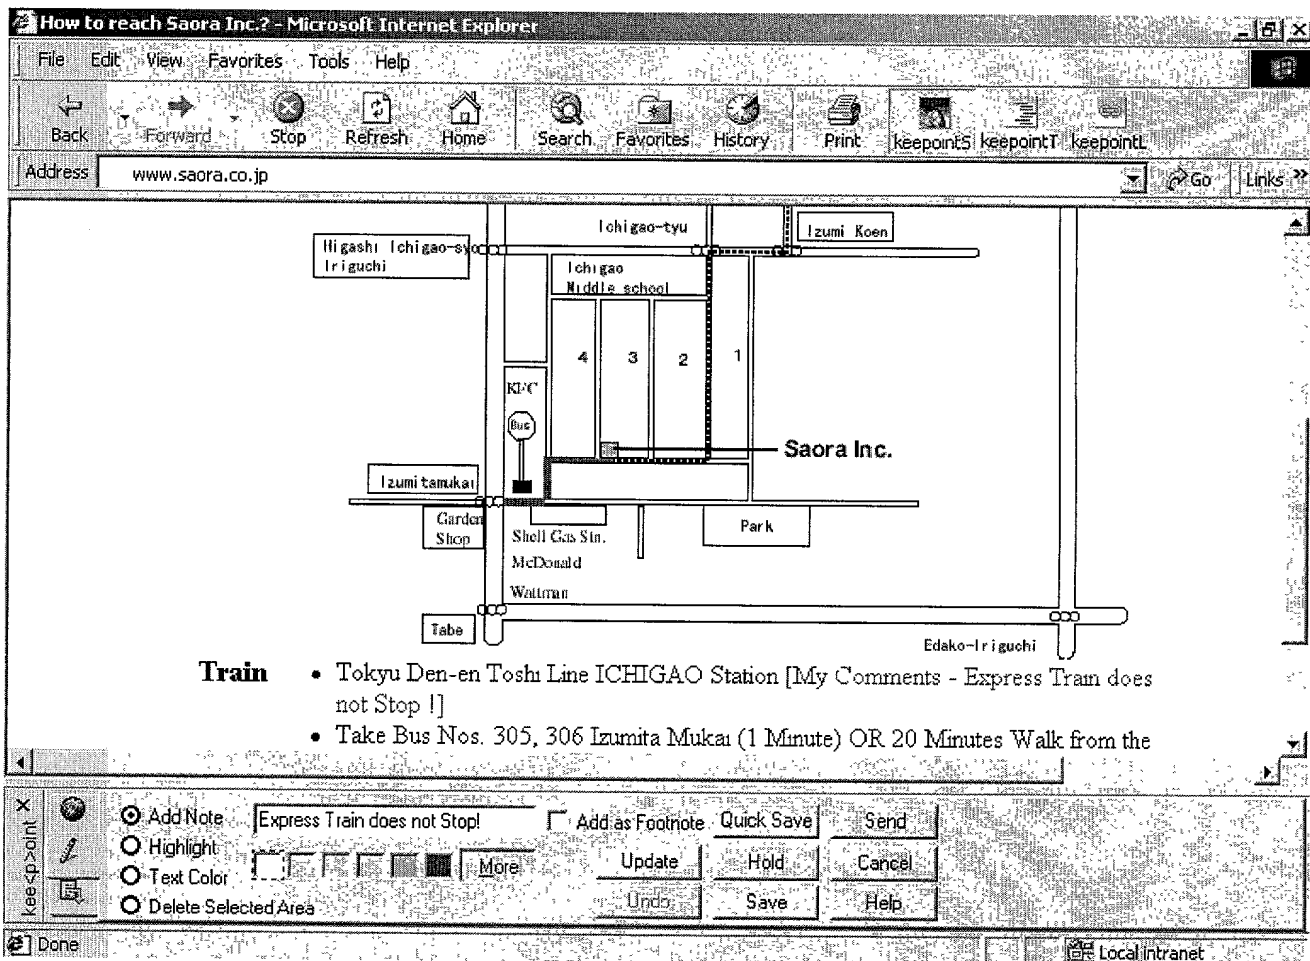 How to reach Saora Inc.? - Microsoft Internet Explorer
File Edit View Favorites Tools Help
Back Forward Stop Refresh Home Search Favorites History Print keepointS keepointT keepointL
Address www.saora.co.jp Go Links »
Ichigao-tyu
Izumi Koen
Higashi Ichigao-syo
Iriguchi
Ichigao
Middle school
4 3 2 1
KFC
Bus
Saora Inc.
Izumitamukai
Garden
Shop
Shell Gas Stn.
Park
McDonald
Wattman
Tabe
Edako-Iriguchi
Train • Tokyu Den-en Toshi Line ICHIGAO Station [My Comments - Express Train does
not Stop !]
• Take Bus Nos. 305, 306 Izumita Mukai (1 Minute) OR 20 Minutes Walk from the
kee<p>oint
Add Note Express Train does not Stop! Add as Footnote Quick Save Send
Highlight
Text Color More Update Hold Cancel
Delete Selected Area Undo Save Help
Done Local intranet